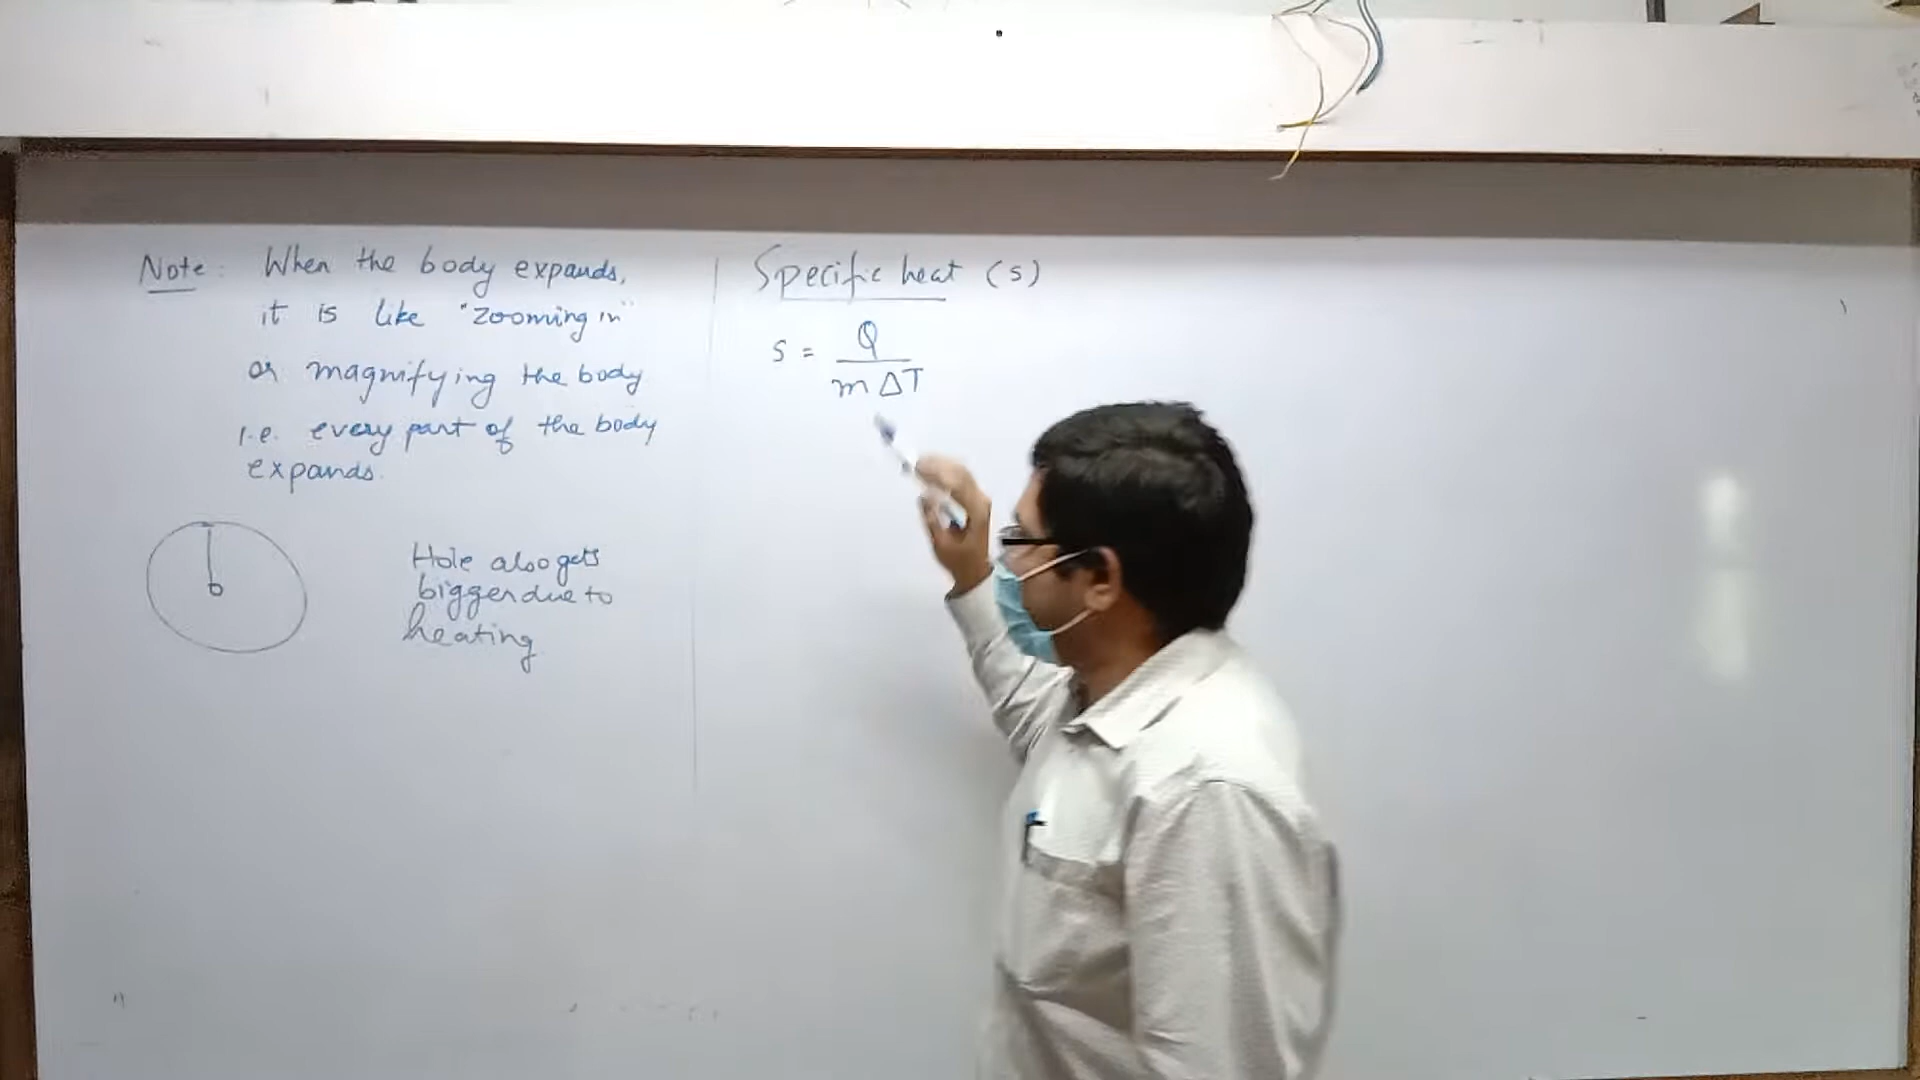 Note: When the body expands,
it is like "zooming in"
or magnifying the body
i.e. every part of the body
expands.
Hole also gets
bigger due to
heating
Specific heat (s)
s = Q / m ΔT